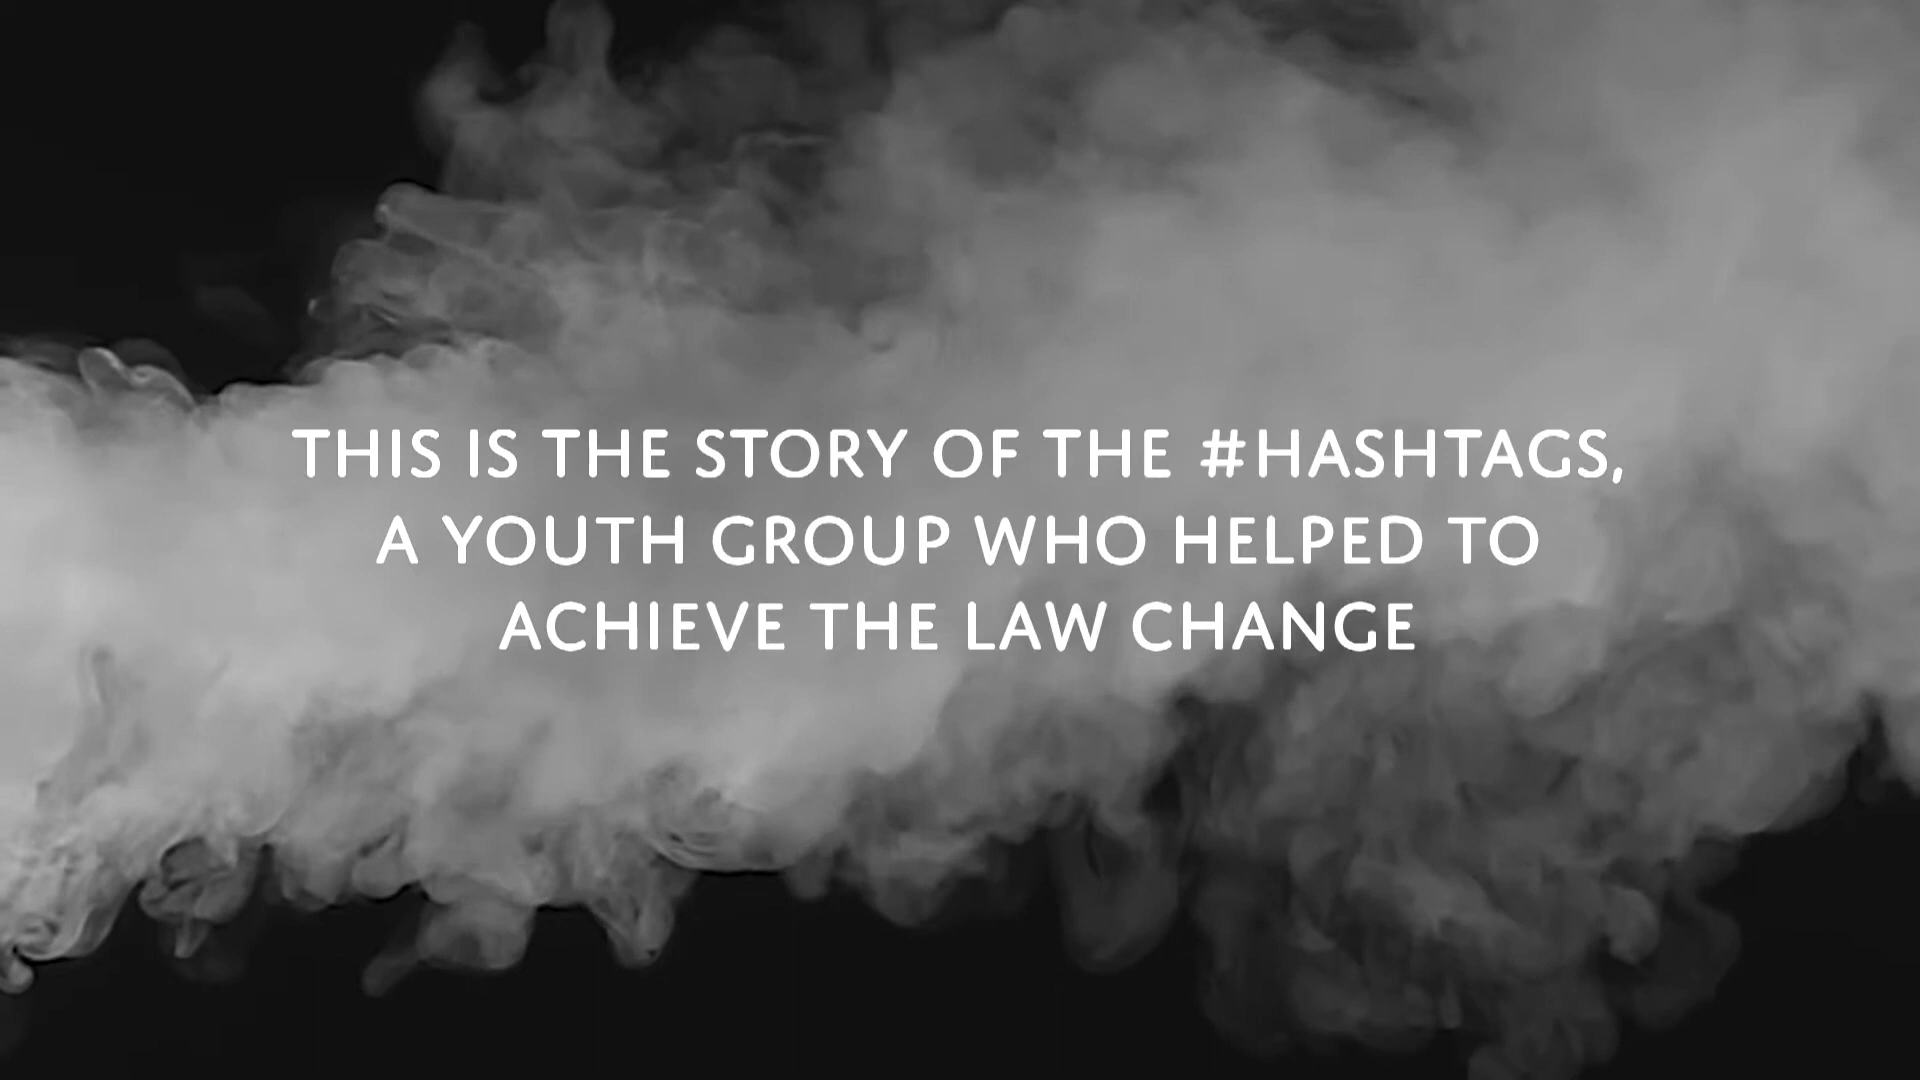 THIS IS THE STORY OF THE #HASHTAGS,
A YOUTH GROUP WHO HELPED TO
ACHIEVE THE LAW CHANGE